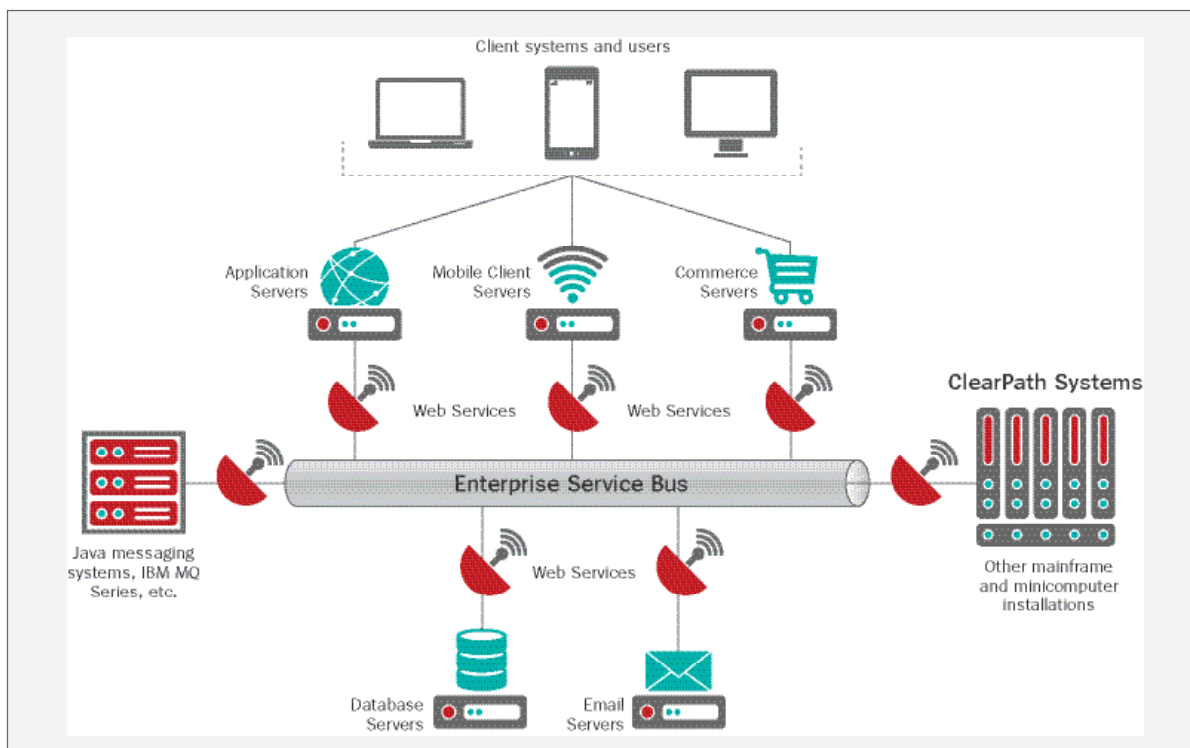 Client systems and users
Application
Servers
Mobile Client
Servers
Commerce
Servers
Web Services
Web Services
ClearPath Systems
Enterprise Service Bus
Java messaging
systems, IBM MQ
Series, etc.
Web Services
Other mainframe
and minicomputer
installations
Database
Servers
Email
Servers